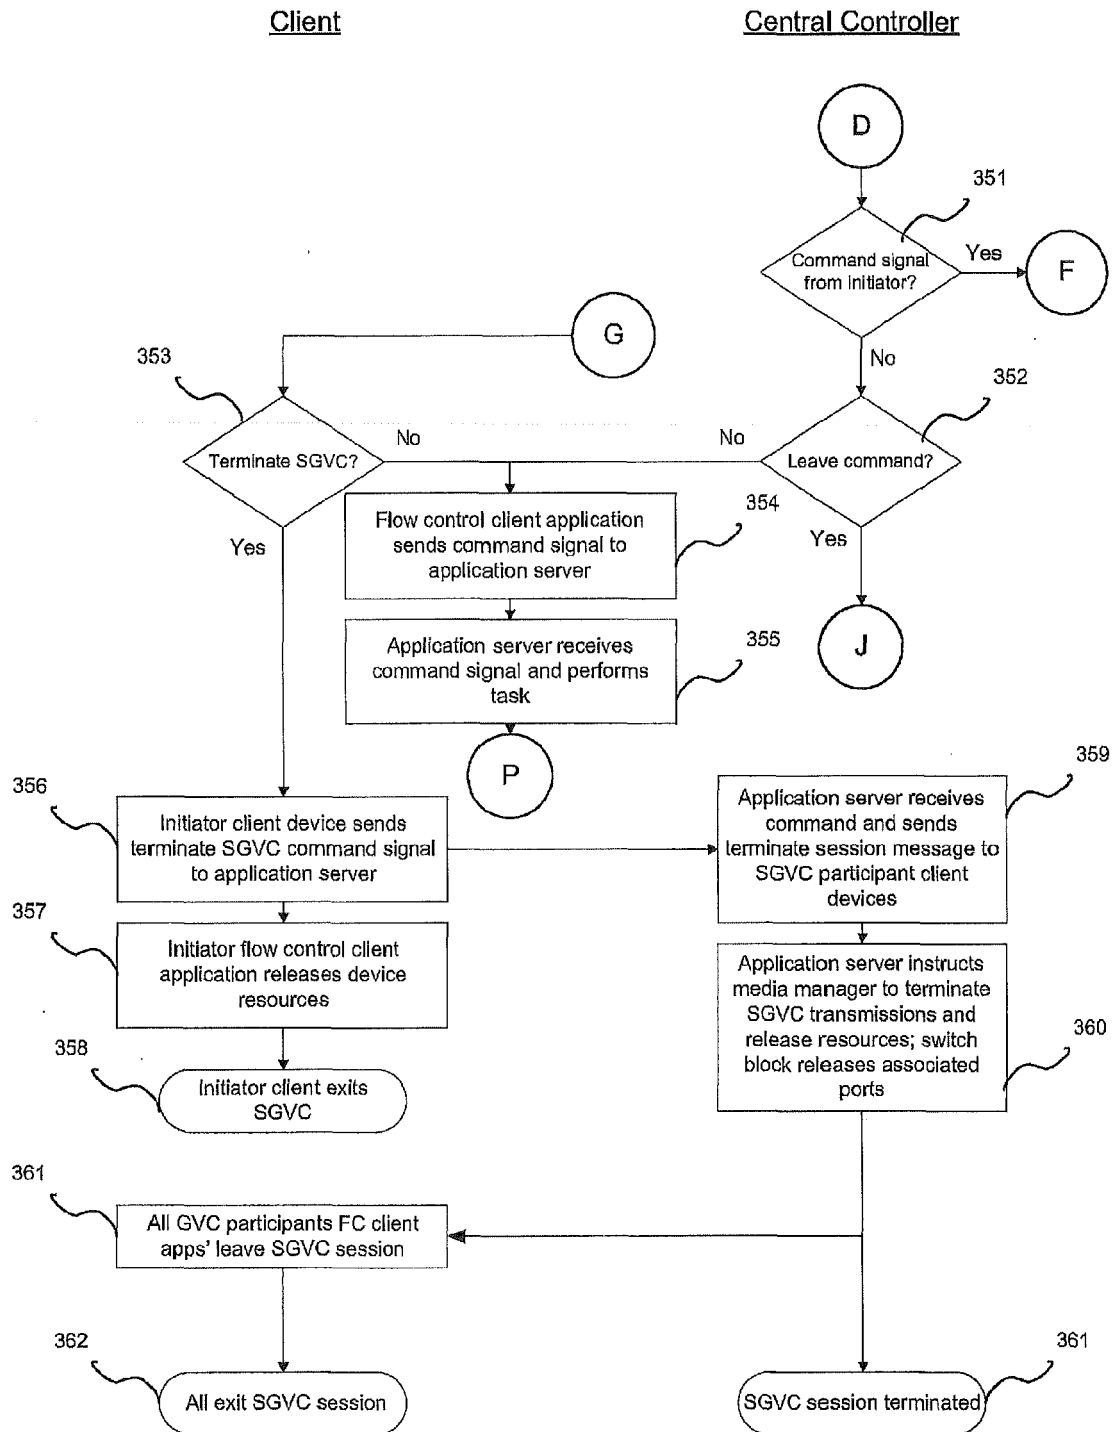 Client
Central Controller
D
351
Command signal
from initiator?
Yes
F
G
No
353
352
Terminate SGVC?
No
No
Leave command?
354
Flow control client application
sends command signal to
application server
Yes
Yes
355
Application server receives
command signal and performs
task
J
P
356
Initiator client device sends
terminate SGVC command signal
to application server
359
Application server receives
command and sends
terminate session message to
SGVC participant client
devices
357
Initiator flow control client
application releases device
resources
Application server instructs
media manager to terminate
SGVC transmissions and
release resources; switch
block releases associated
ports
360
358
Initiator client exits
SGVC
361
All GVC participants FC client
apps' leave SGVC session
362
All exit SGVC session
361
SGVC session terminated